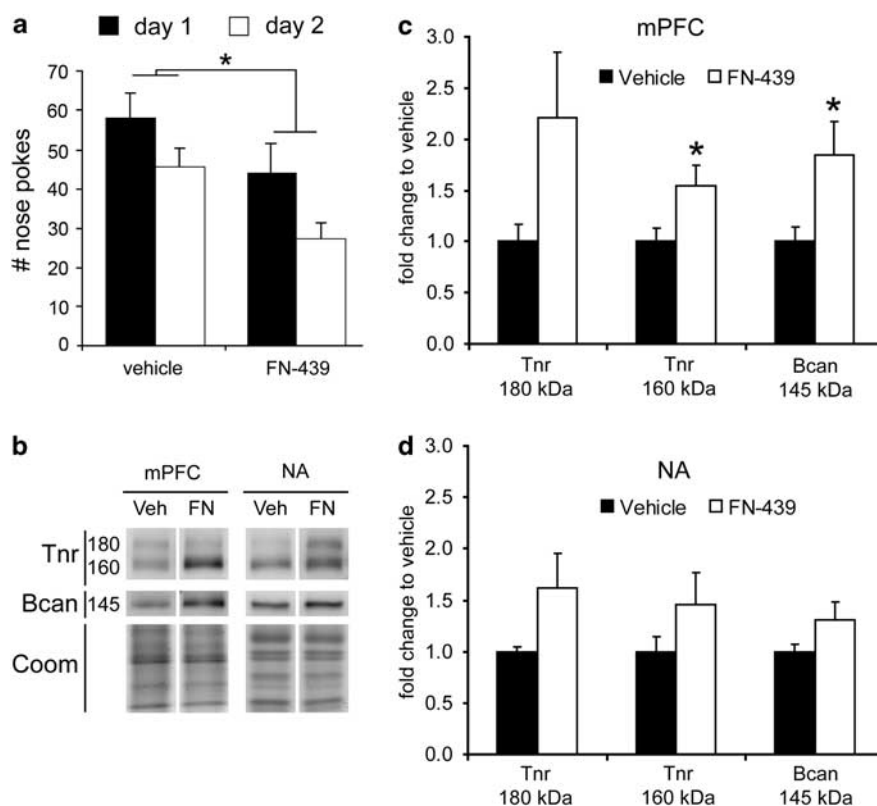 a
day 1 day 2
*
70
60
50
40
30
20
10
0
# nose pokes
vehicle FN-439
b
mPFC NA
Veh FN Veh FN
Tnr 180
160
Bcan 145
Coom
c
mPFC
Vehicle FN-439
3.0
2.5
2.0
1.5
1.0
0.5
0.0
fold change to vehicle
* *
Tnr Tnr Bcan
180 kDa 160 kDa 145 kDa
d
NA
Vehicle FN-439
3.0
2.5
2.0
1.5
1.0
0.5
0.0
fold change to vehicle
Tnr Tnr Bcan
180 kDa 160 kDa 145 kDa